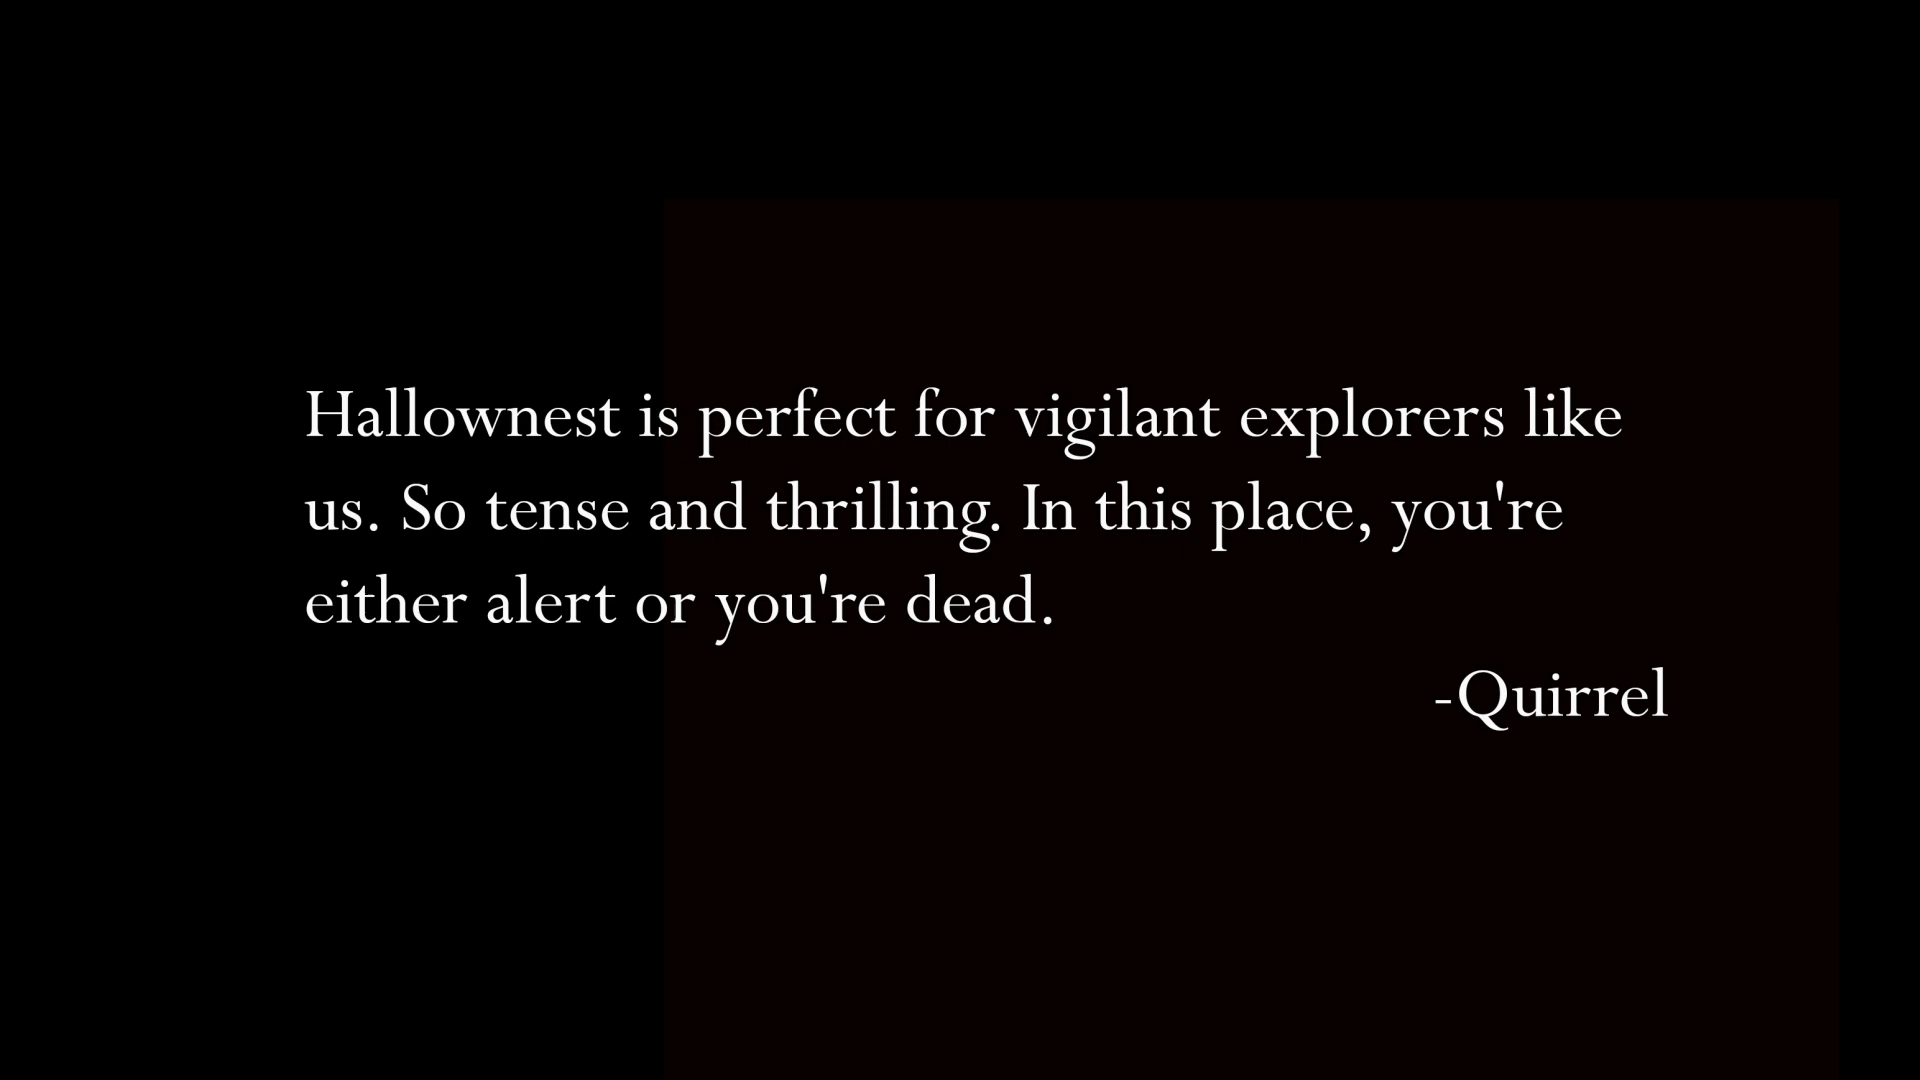 Hallownest is perfect for vigilant explorers like
us. So tense and thrilling. In this place, you're
either alert or you're dead.
-Quirrel